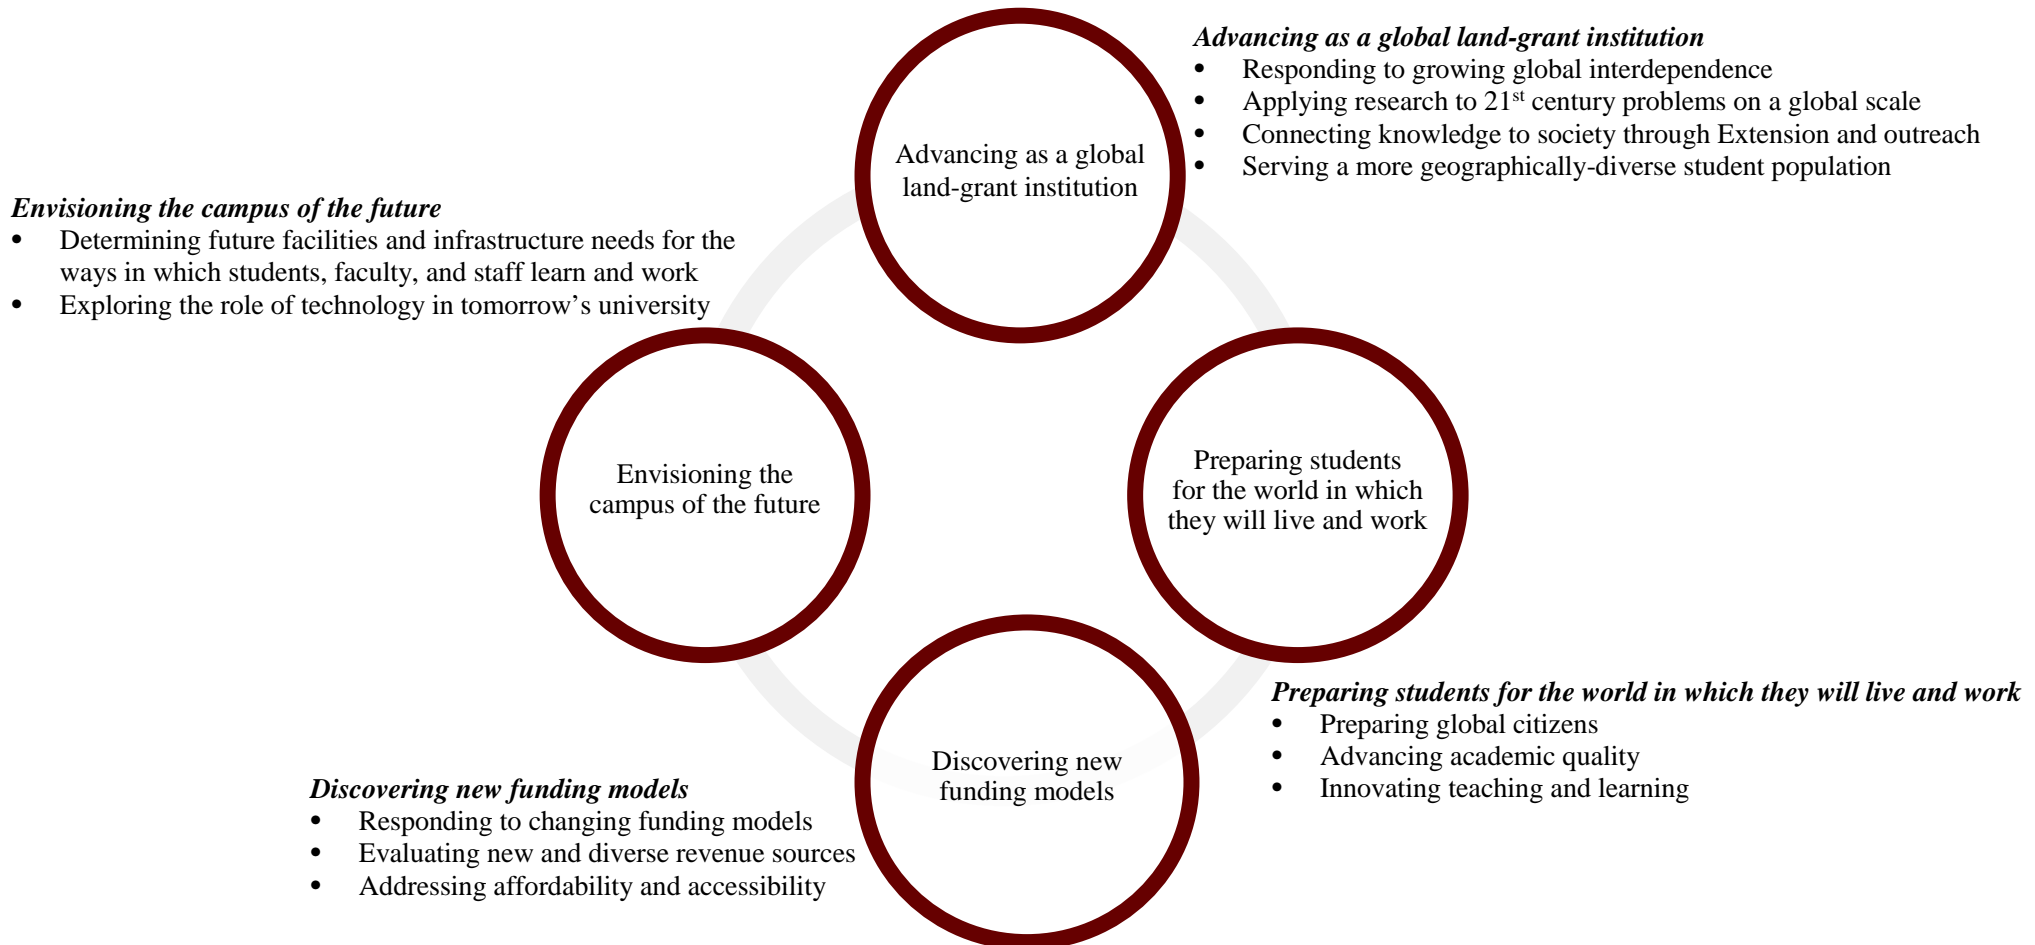 Advancing as a global land-grant institution
• Responding to growing global interdependence
• Applying research to 21st century problems on a global scale
• Connecting knowledge to society through Extension and outreach
• Serving a more geographically-diverse student population
Advancing as a global
land-grant institution
Envisioning the campus of the future
• Determining future facilities and infrastructure needs for the
ways in which students, faculty, and staff learn and work
• Exploring the role of technology in tomorrow’s university
Envisioning the
campus of the future
Preparing students
for the world in which
they will live and work
Preparing students for the world in which they will live and work
• Preparing global citizens
• Advancing academic quality
• Innovating teaching and learning
Discovering new
funding models
Discovering new funding models
• Responding to changing funding models
• Evaluating new and diverse revenue sources
• Addressing affordability and accessibility